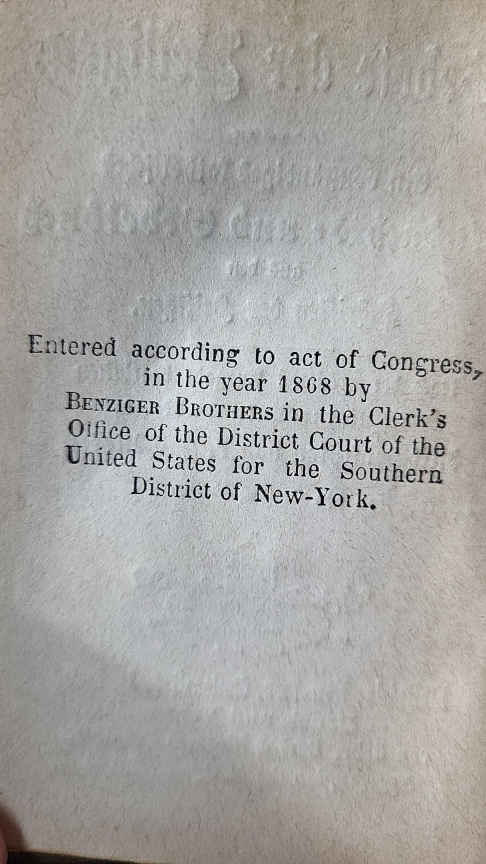 Entered according to act of Congress,
in the year 1868 by
BENZIGER BROTHERS in the Clerk's
Office of the District Court of the
United States for the Southern
District of New-York.